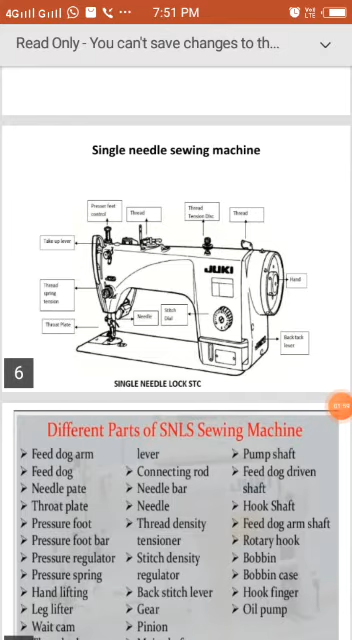 4G G 7:51 PM Voli LTE
Read Only - You can't save changes to th...
Single needle sewing machine
Presser feet control
Thread
Thread Tension Disc
Thread
Take up lever
JUKI
Hand
Thread spring tension
Needle
Stitch Dial
Throat Plate
Back tack lever
6
SINGLE NEEDLE LOCK STC
Different Parts of SNLS Sewing Machine
➤ Feed dog arm
➤ Feed dog
➤ Needle pate
➤ Throat plate
➤ Pressure foot
➤ Pressure foot bar
➤ Pressure regulator
➤ Pressure spring
➤ Hand lifting
➤ Leg lifter
➤ Wait cam
lever
➤ Connecting rod
➤ Needle bar
➤ Needle
➤ Thread density
tensioner
➤ Stitch density
regulator
➤ Back stitch lever
➤ Gear
➤ Pinion
➤ Pump shaft
➤ Feed dog driven
shaft
➤ Hook Shaft
➤ Feed dog arm shaft
➤ Rotary hook
➤ Bobbin
➤ Bobbin case
➤ Hook finger
➤ Oil pump